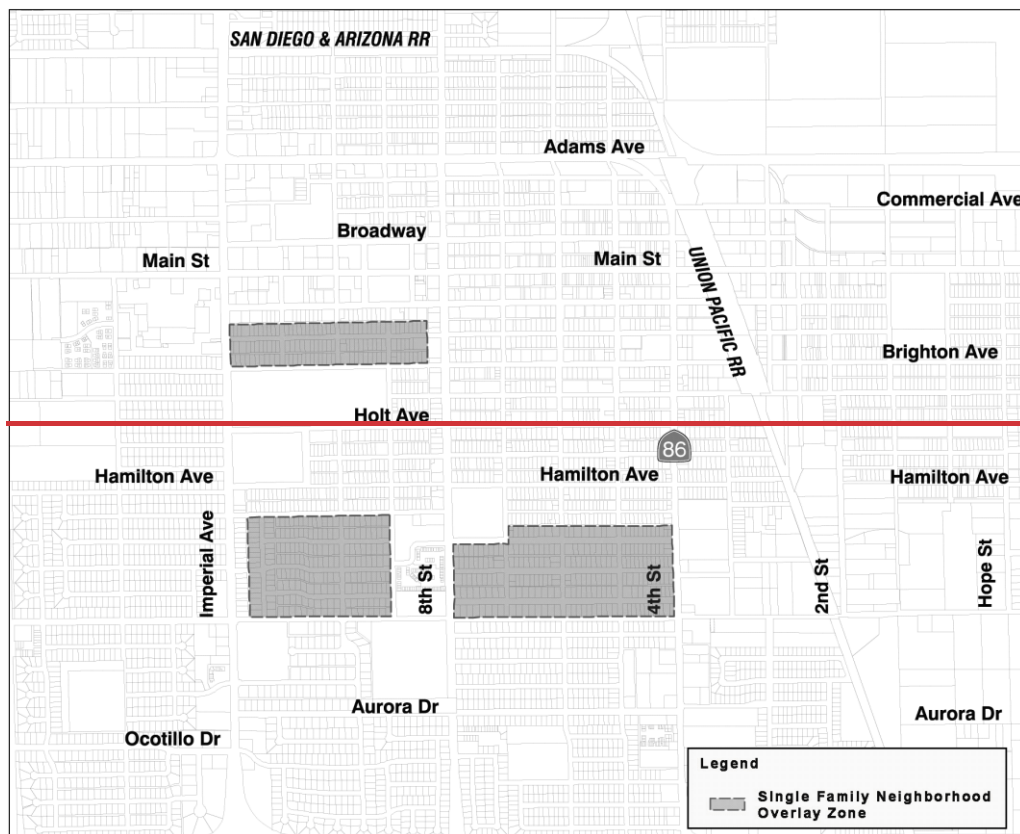 SAN DIEGO & ARIZONA RR
Adams Ave
Commercial Ave
Broadway
Main St
Main St
UNION PACIFIC RR
Brighton Ave
Holt Ave
86
Hamilton Ave
Hamilton Ave
Hamilton Ave
Imperial Ave
8th St
4th St
2nd St
Hope St
Aurora Dr
Aurora Dr
Ocotillo Dr
Legend
Single Family Neighborhood
Overlay Zone